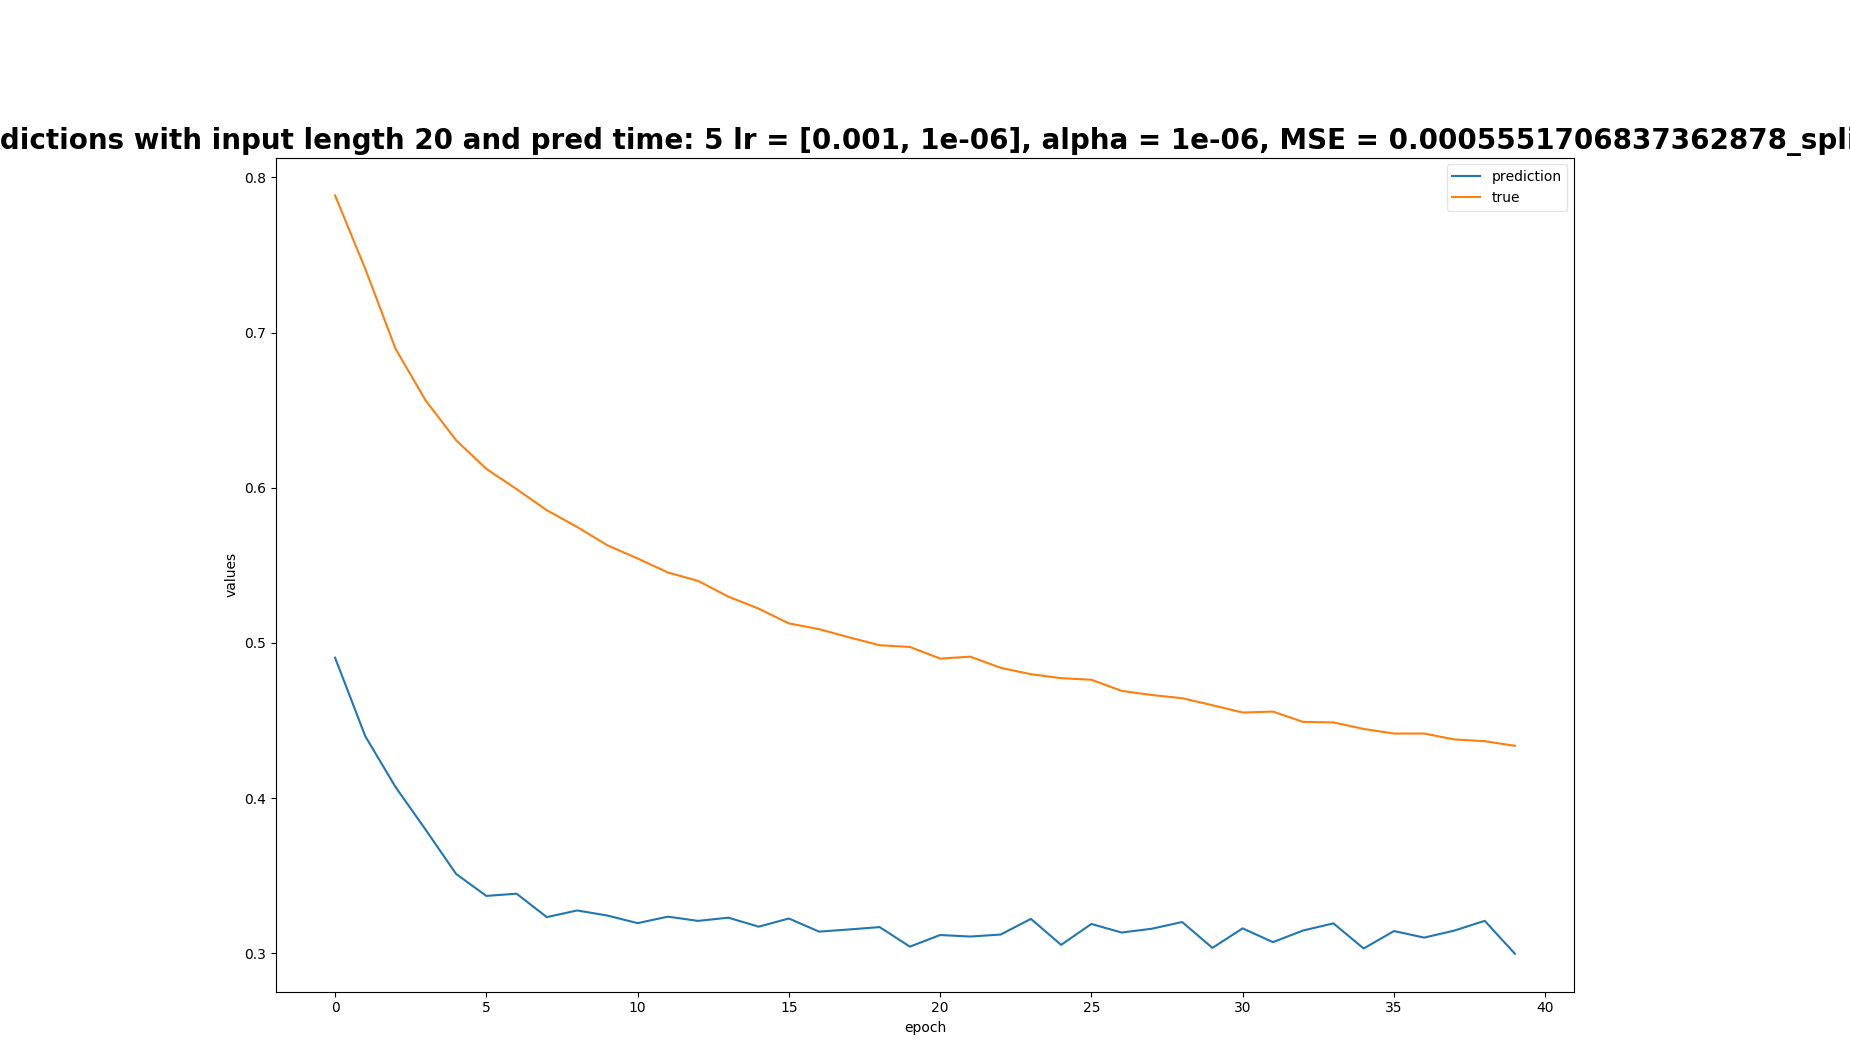 dictions with input length 20 and pred time: 5 lr = [0.001, 1e-06], alpha = 1e-06, MSE = 0.0005551706837362878_spli
prediction
true
0.8
0.7
0.6
0.5
0.4
0.3
values
0 5 10 15 20 25 30 35 40
epoch